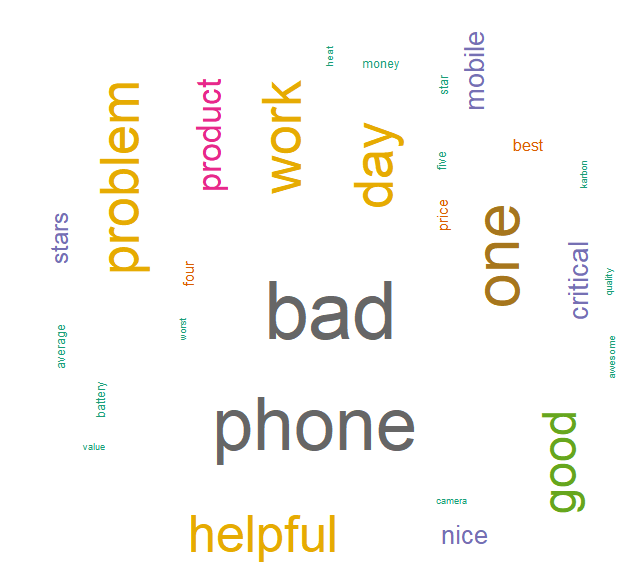 heat
money
mobile
star
problem
product
work
day
best
five
karbon
stars
price
one
critical
four
quality
bad
worst
average
awesome
battery
phone
good
value
camera
helpful
nice